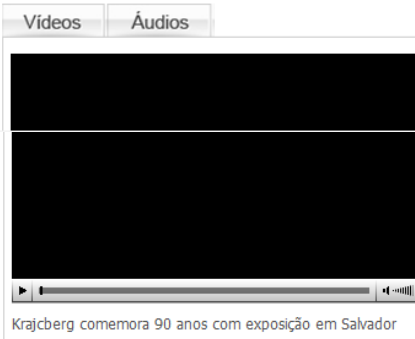 Vídeos Áudios
Krajcberg comemora 90 anos com exposição em Salvador